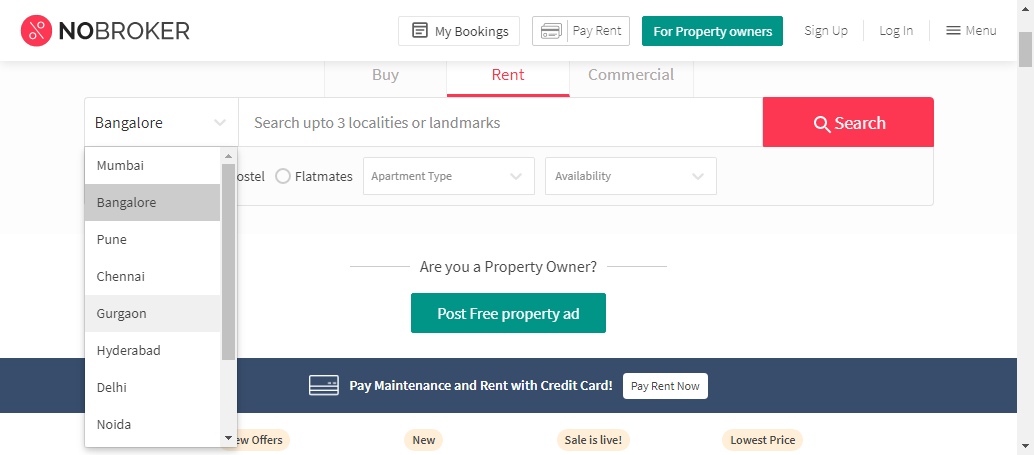 NOBROKER My Bookings Pay Rent For Property owners Sign Up Log In Menu
Buy Rent Commercial
Bangalore Search upto 3 localities or landmarks Search
Mumbai
Flatmates Apartment Type Availability
Bangalore
Pune
Are you a Property Owner?
Chennai
Gurgaon Post Free property ad
Hyderabad
Delhi Pay Maintenance and Rent with Credit Card! Pay Rent Now
Noida
Offers New Sale is live! Lowest Price